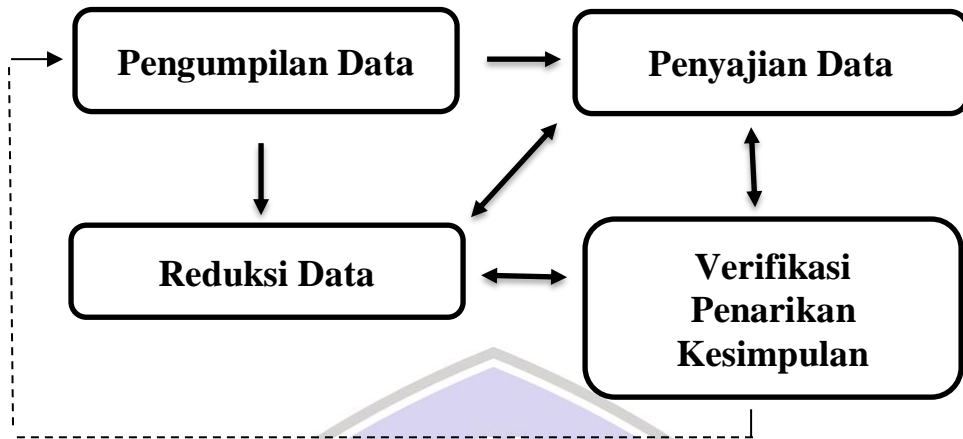 Pengumpilan Data
Penyajian Data
Reduksi Data
Verifikasi
Penarikan
Kesimpulan